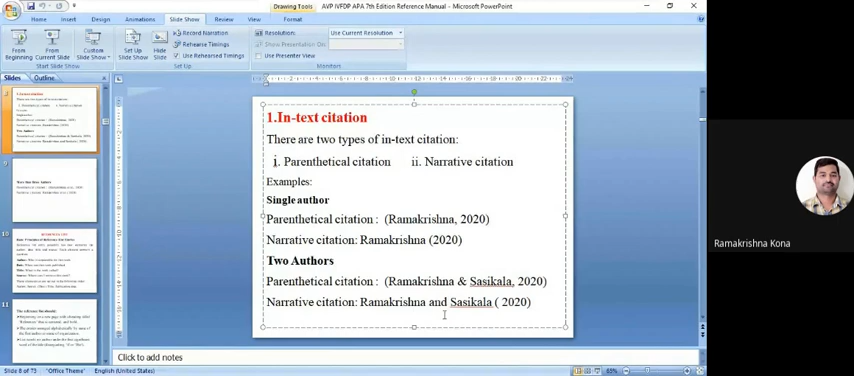 Drawing Tools
AVP IVFDP APA 7th Edition Reference Manual - Microsoft PowerPoint
Home Insert Design Animations Slide Show Review View Format
From Beginning
From Current Slide
Custom Slide Show
Start Slide Show
Set Up Slide Show
Hide Slide
Record Narration
Rehearse Timings
Use Rehearsed Timings
Set Up
Resolution: Use Current Resolution
Show Presentation On:
Use Presenter View
Monitors
Slides Outline
9
10
11
1.In-text citation
There are two types of in-text citation:
i. Parenthetical citation ii. Narrative citation
Examples:
Single author
Parenthetical citation : (Ramakrishna, 2020)
Narrative citation: Ramakrishna (2020)
Two Authors
Parenthetical citation : (Ramakrishna & Sasikala, 2020)
Narrative citation: Ramakrishna and Sasikala ( 2020)
Ramakrishna Kona
Click to add notes
Slide 8 of 73 "Office Theme" English (United States) 65%